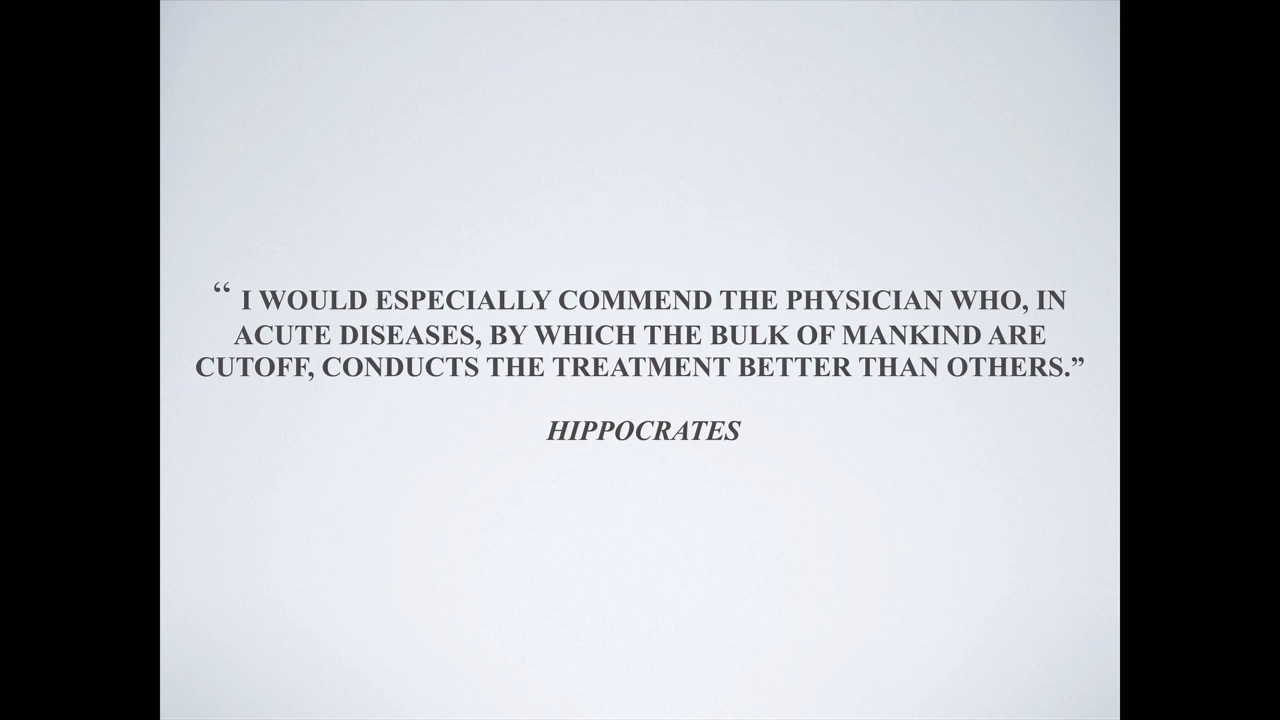 “ I WOULD ESPECIALLY COMMEND THE PHYSICIAN WHO, IN
ACUTE DISEASES, BY WHICH THE BULK OF MANKIND ARE
CUTOFF, CONDUCTS THE TREATMENT BETTER THAN OTHERS.”
HIPPOCRATES